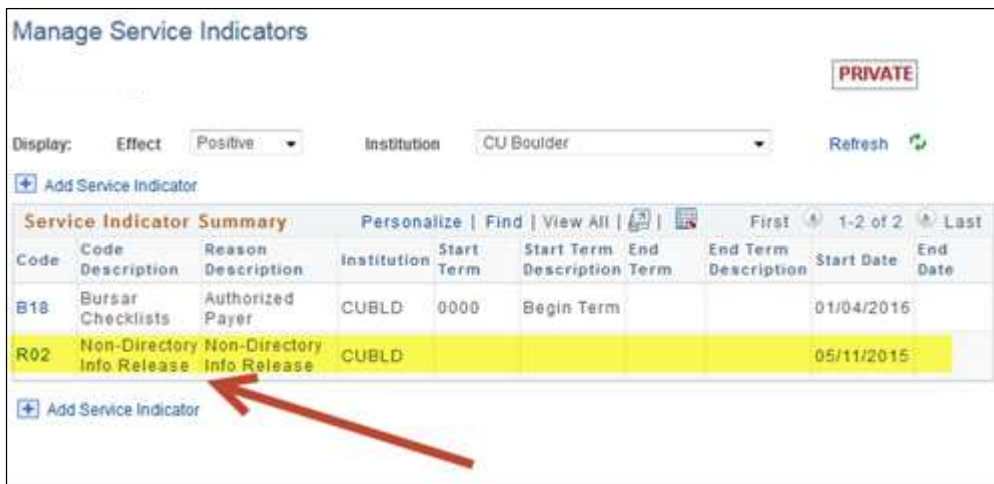 Manage Service Indicators
PRIVATE
Display: Effect Positive Institution CU Boulder Refresh
Add Service Indicator
Service Indicator Summary Personalize | Find | View All | | First 1-2 of 2 Last
Code Code Description Reason Description Institution Start Term Start Term Description End Term End Term Description Start Date End Date
B18 Bursar Checklists Authorized Payer CUBLD 0000 Begin Term 01/04/2016
R02 Non-Directory Info Release Non-Directory Info Release CUBLD 05/11/2015
Add Service Indicator